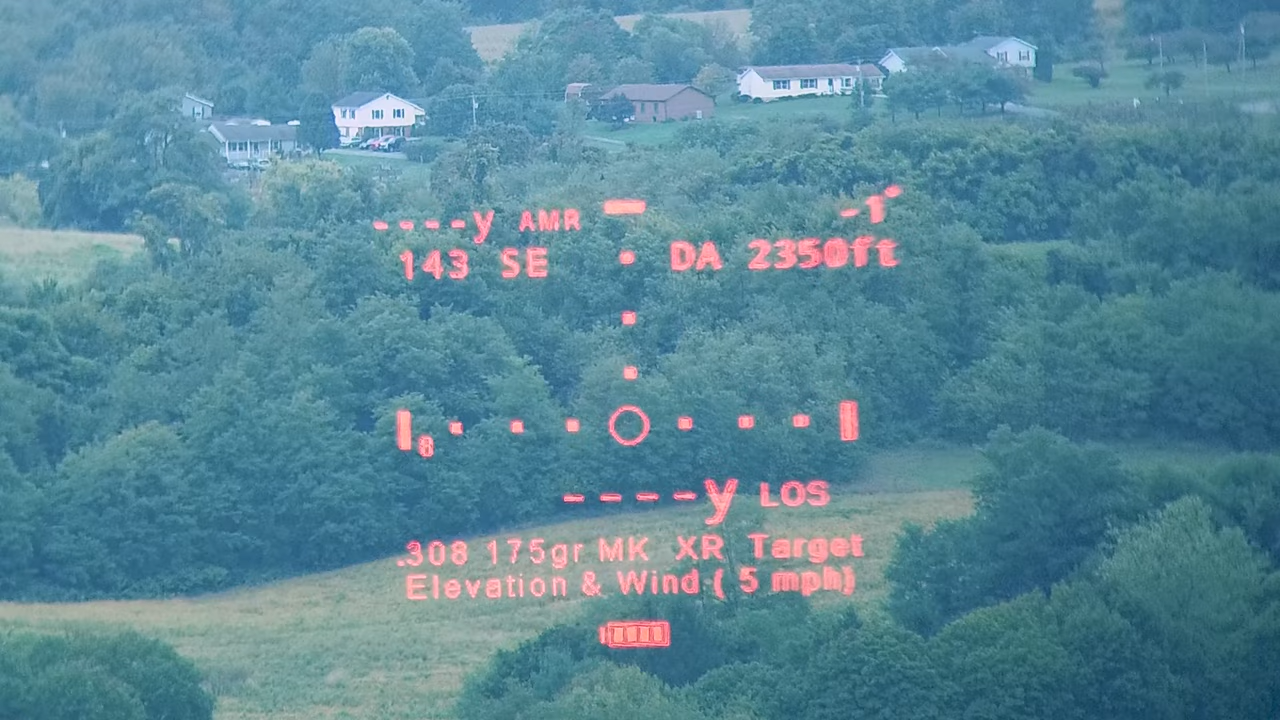 ----y AMR -1°
143 SE DA 2350ft
8
----y LOS
.308 175gr MK XR Target
Elevation & Wind ( 5 mph)